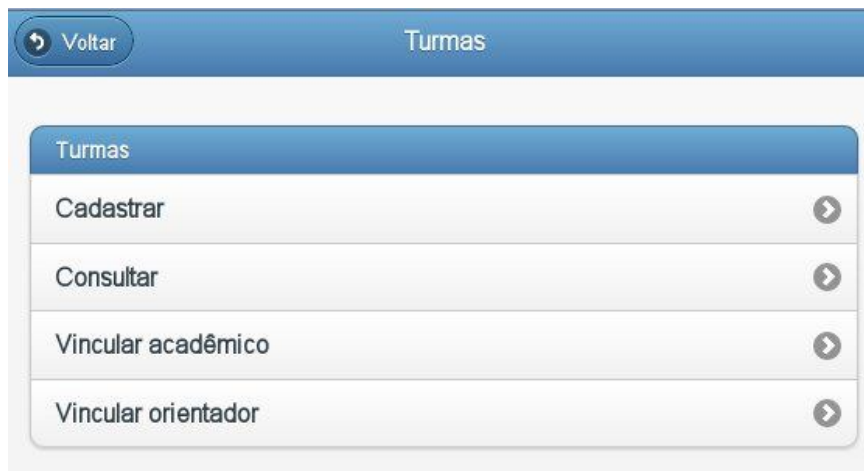 Voltar
Turmas
Turmas
Cadastrar
Consultar
Vincular acadêmico
Vincular orientador